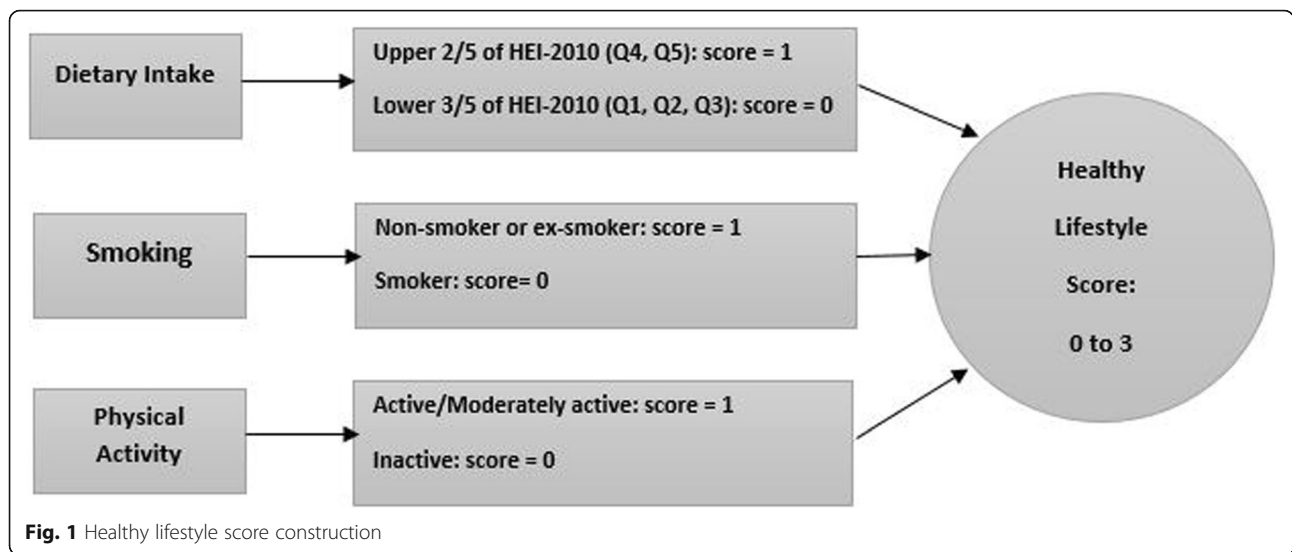 Dietary Intake
Upper 2/5 of HEI-2010 (Q4, Q5): score = 1
Lower 3/5 of HEI-2010 (Q1, Q2, Q3): score = 0
Smoking
Non-smoker or ex-smoker: score = 1
Smoker: score= 0
Physical
Activity
Active/Moderately active: score = 1
Inactive: score = 0
Healthy
Lifestyle
Score:
0 to 3
Fig. 1 Healthy lifestyle score construction